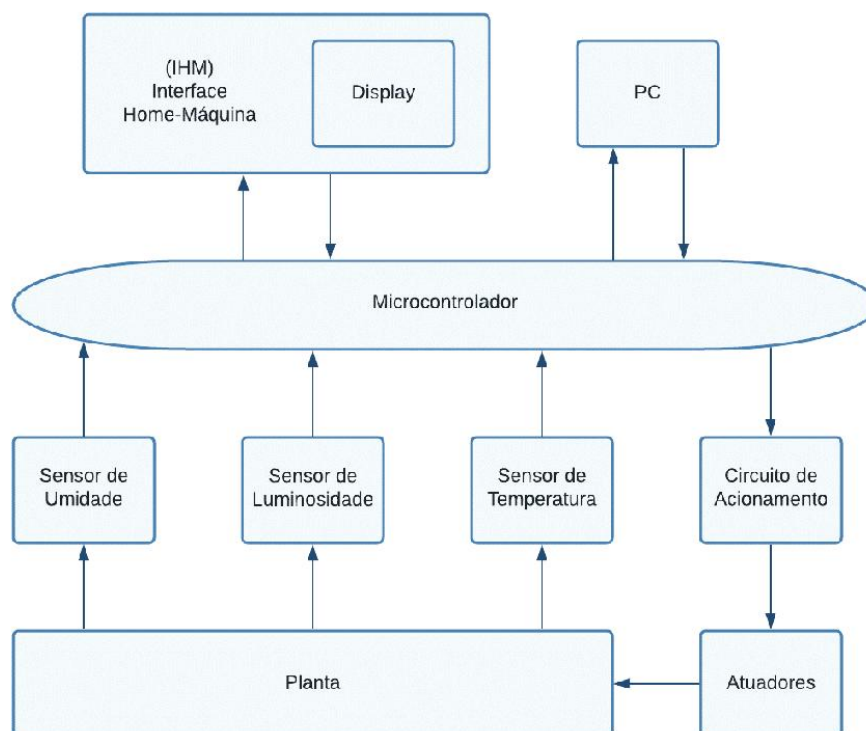 (IHM)
Interface
Home-Máquina
Display
PC
Microcontrolador
Sensor de
Umidade
Sensor de
Luminosidade
Sensor de
Temperatura
Circuito de
Acionamento
Planta
Atuadores